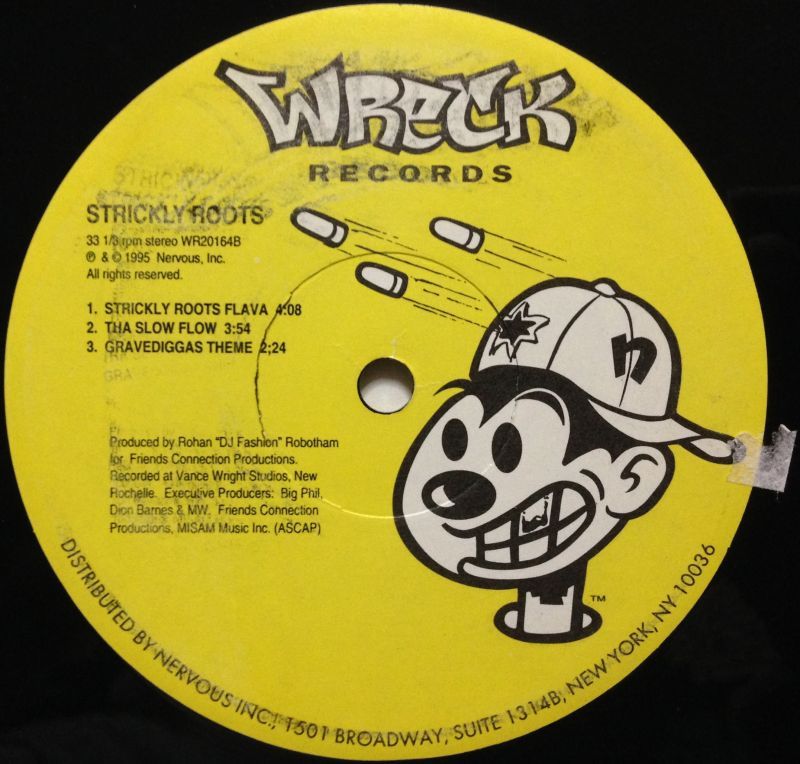 WRECK
RECORDS
STRICKLY ROOTS
33 1/3 rpm stereo WR20164B
℗ & © 1995 Nervous, Inc.
All rights reserved.
1. STRICKLY ROOTS FLAVA 4:08
2. THA SLOW FLOW 3:54
3. GRAVEDIGGAS THEME 2;24
Produced by Rohan "DJ Fashion" Robotham
for Friends Connection Productions.
Recorded at Vance Wright Studios, New
Rochelle. Executive Producers: Big Phil,
Dion Barnes & MW. Friends Connection
Productions, MISAM Music Inc. (ASCAP)
n
TM
DISTRIBUTED BY NERVOUS INC., 1501 BROADWAY, SUITE 1314B, NEW YORK, NY 10036